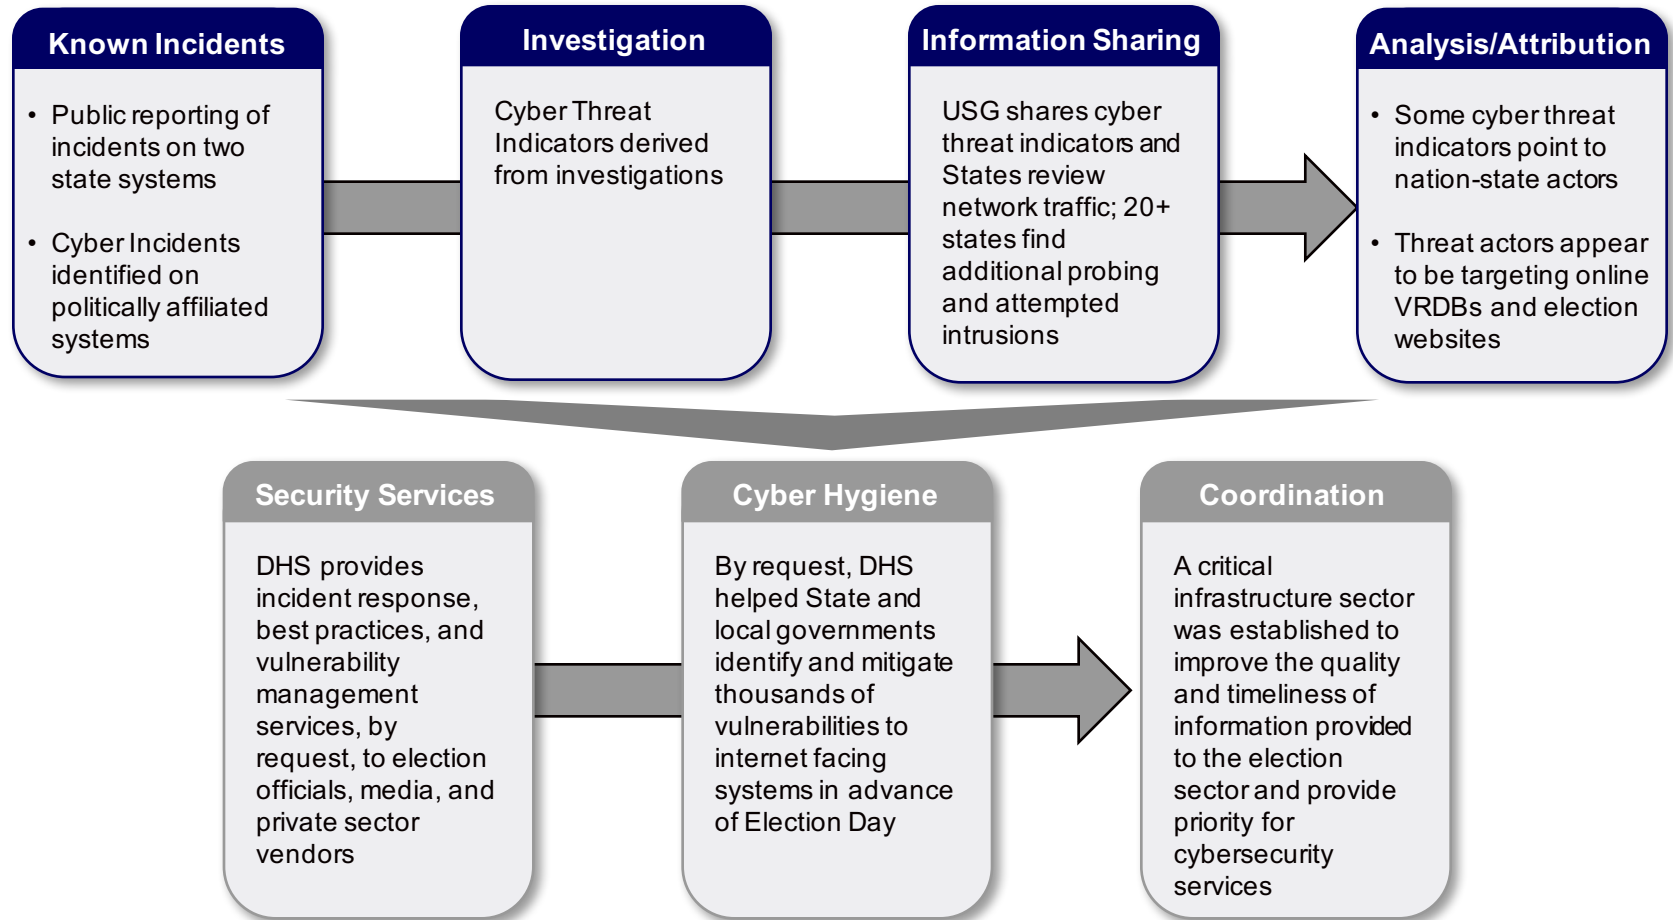 Known Incidents
• Public reporting of
incidents on two
state systems
• Cyber Incidents
identified on
politically affiliated
systems
Investigation
Cyber Threat
Indicators derived
from investigations
Information Sharing
USG shares cyber
threat indicators and
States review
network traffic; 20+
states find
additional probing
and attempted
intrusions
Analysis/Attribution
• Some cyber threat
indicators point to
nation-state actors
• Threat actors appear
to be targeting online
VRDBs and election
websites
Security Services
DHS provides
incident response,
best practices, and
vulnerability
management
services, by
request, to election
officials, media, and
private sector
vendors
Cyber Hygiene
By request, DHS
helped State and
local governments
identify and mitigate
thousands of
vulnerabilities to
internet facing
systems in advance
of Election Day
Coordination
A critical
infrastructure sector
was established to
improve the quality
and timeliness of
information provided
to the election
sector and provide
priority for
cybersecurity
services